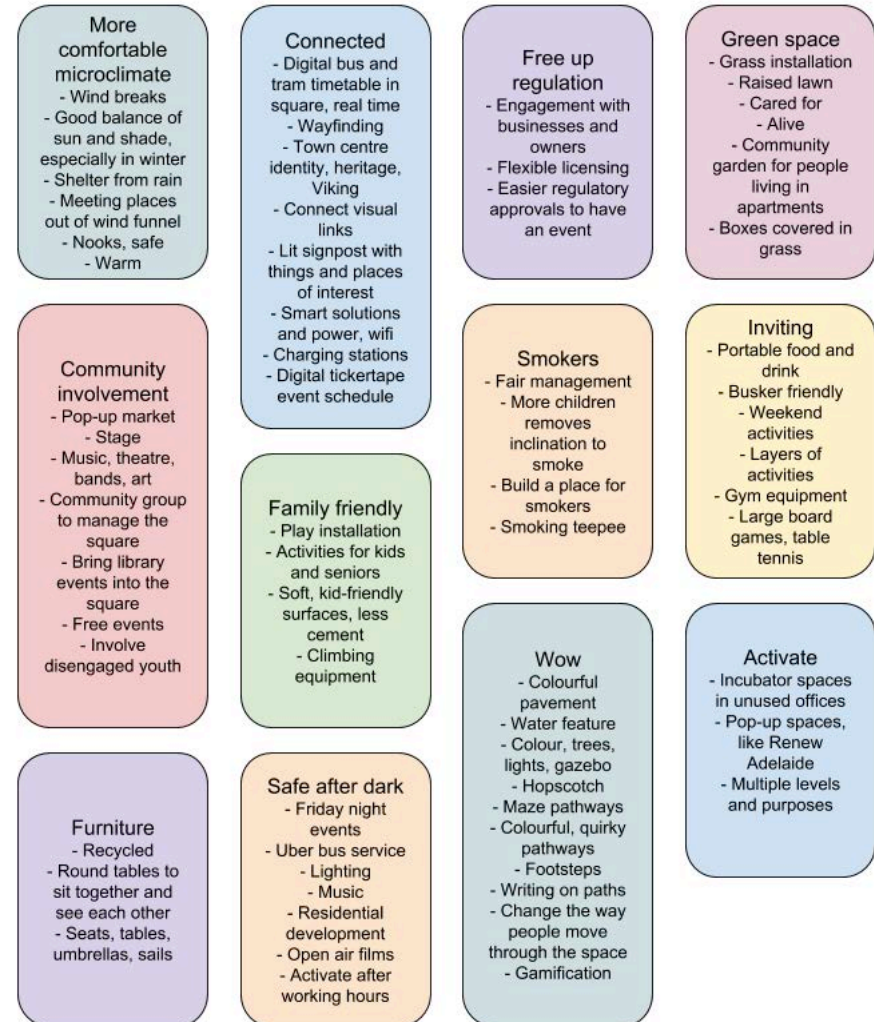 More
comfortable
microclimate
- Wind breaks
- Good balance of
sun and shade,
especially in winter
- Shelter from rain
- Meeting places
out of wind funnel
- Nooks, safe
- Warm
Connected
- Digital bus and
tram timetable in
square, real time
- Wayfinding
- Town centre
identity, heritage,
Viking
- Connect visual
links
- Lit signpost with
things and places
of interest
- Smart solutions
and power, wifi
- Charging stations
- Digital tickertape
event schedule
Free up
regulation
- Engagement with
businesses and
owners
- Flexible licensing
- Easier regulatory
approvals to have
an event
Green space
- Grass installation
- Raised lawn
- Cared for
- Alive
- Community
garden for people
living in
apartments
- Boxes covered in
grass
Community
involvement
- Pop-up market
- Stage
- Music, theatre,
bands, art
- Community group
to manage the
square
- Bring library
events into the
square
- Free events
- Involve
disengaged youth
Smokers
- Fair management
- More children
removes
inclination to
smoke
- Build a place for
smokers
- Smoking teepee
Inviting
- Portable food and
drink
- Busker friendly
- Weekend
activities
- Layers of
activities
- Gym equipment
- Large board
games, table
tennis
Family friendly
- Play installation
- Activities for kids
and seniors
- Soft, kid-friendly
surfaces, less
cement
- Climbing
equipment
Wow
- Colourful
pavement
- Water feature
- Colour, trees,
lights, gazebo
- Hopscotch
- Maze pathways
- Colourful, quirky
pathways
- Footsteps
- Writing on paths
- Change the way
people move
through the space
- Gamification
Activate
- Incubator spaces
in unused offices
- Pop-up spaces,
like Renew
Adelaide
- Multiple levels
and purposes
Furniture
- Recycled
- Round tables to
sit together and
see each other
- Seats, tables,
umbrellas, sails
Safe after dark
- Friday night
events
- Uber bus service
- Lighting
- Music
- Residential
development
- Open air films
- Activate after
working hours